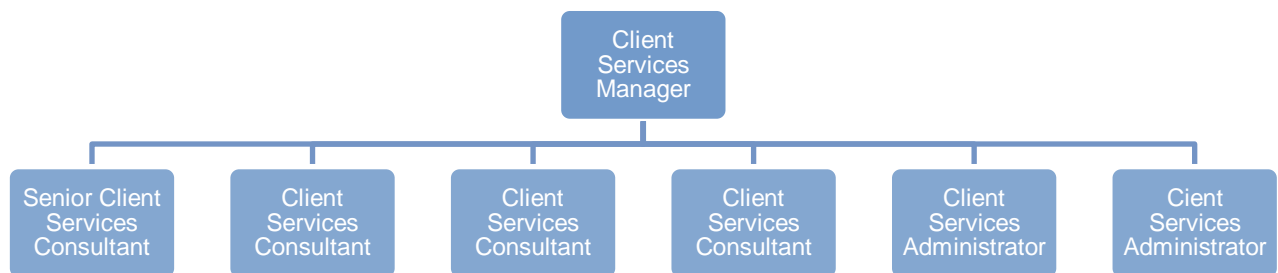 Client
Services
Manager
Senior Client
Services
Consultant
Client
Services
Consultant
Client
Services
Consultant
Client
Services
Consultant
Client
Services
Administrator
Cient
Services
Administrator